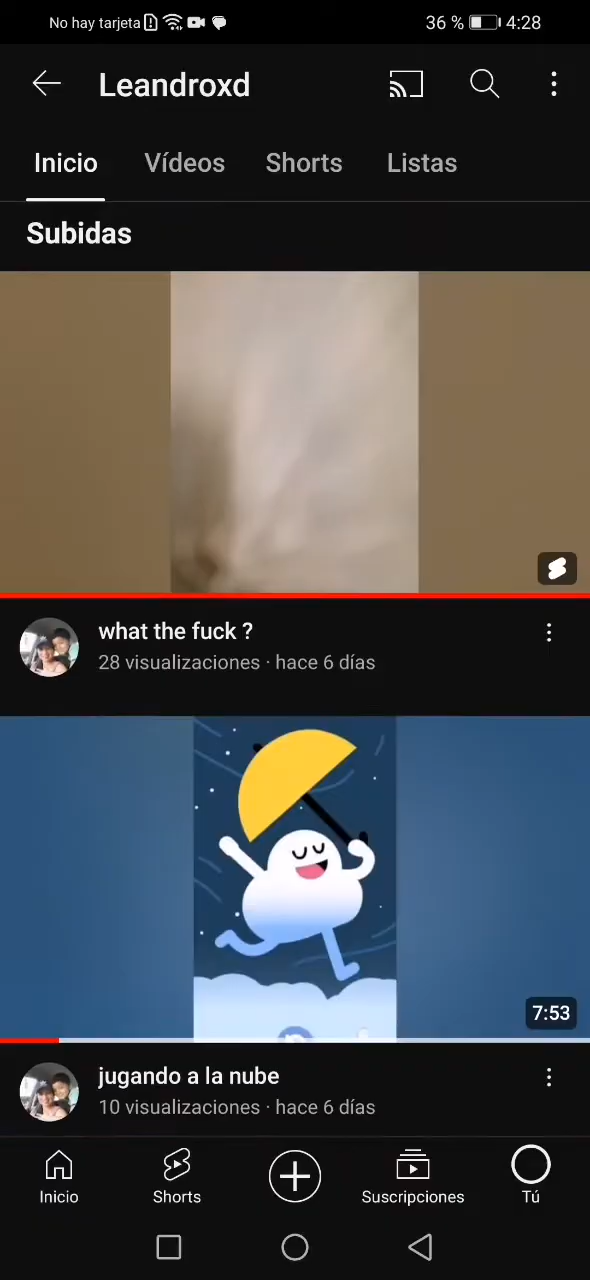 No hay tarjeta 36 % 4:28
Leandroxd
Inicio Vídeos Shorts Listas
Subidas
what the fuck ?
28 visualizaciones · hace 6 días
7:53
jugando a la nube
10 visualizaciones · hace 6 días
Inicio Shorts Suscripciones Tú